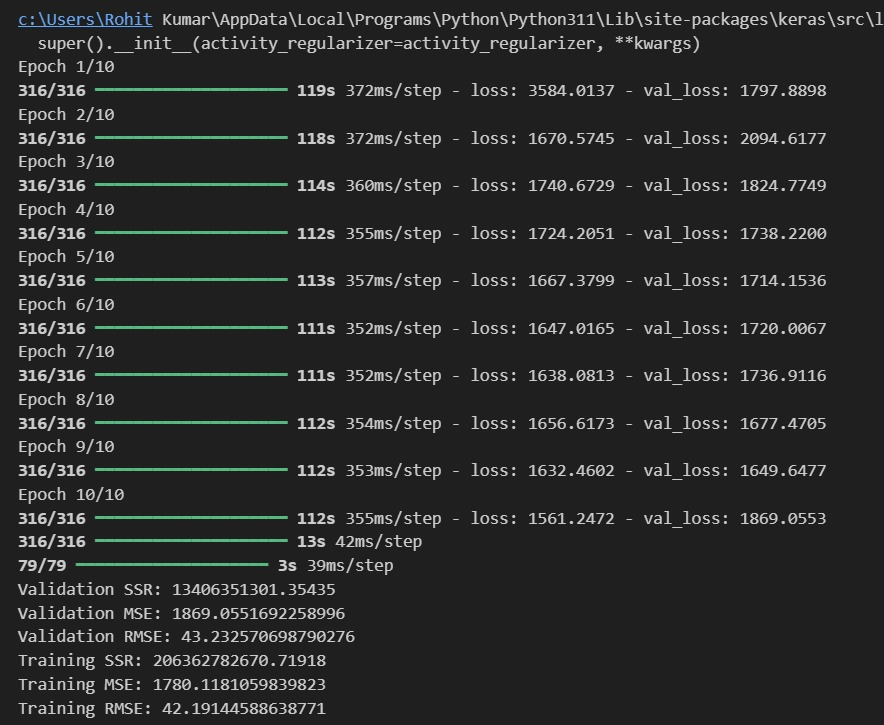 c:\Users\Rohit Kumar\AppData\Local\Programs\Python\Python311\Lib\site-packages\keras\src\l
super().__init__(activity_regularizer=activity_regularizer, **kwargs)
Epoch 1/10
316/316 119s 372ms/step - loss: 3584.0137 - val_loss: 1797.8898
Epoch 2/10
316/316 118s 372ms/step - loss: 1670.5745 - val_loss: 2094.6177
Epoch 3/10
316/316 114s 360ms/step - loss: 1740.6729 - val_loss: 1824.7749
Epoch 4/10
316/316 112s 355ms/step - loss: 1724.2051 - val_loss: 1738.2200
Epoch 5/10
316/316 113s 357ms/step - loss: 1667.3799 - val_loss: 1714.1536
Epoch 6/10
316/316 111s 352ms/step - loss: 1647.0165 - val_loss: 1720.0067
Epoch 7/10
316/316 111s 352ms/step - loss: 1638.0813 - val_loss: 1736.9116
Epoch 8/10
316/316 112s 354ms/step - loss: 1656.6173 - val_loss: 1677.4705
Epoch 9/10
316/316 112s 353ms/step - loss: 1632.4602 - val_loss: 1649.6477
Epoch 10/10
316/316 112s 355ms/step - loss: 1561.2472 - val_loss: 1869.0553
316/316 13s 42ms/step
79/79 3s 39ms/step
Validation SSR: 13406351301.35435
Validation MSE: 1869.0551692258996
Validation RMSE: 43.232570698790276
Training SSR: 206362782670.71918
Training MSE: 1780.1181059839823
Training RMSE: 42.19144588638771